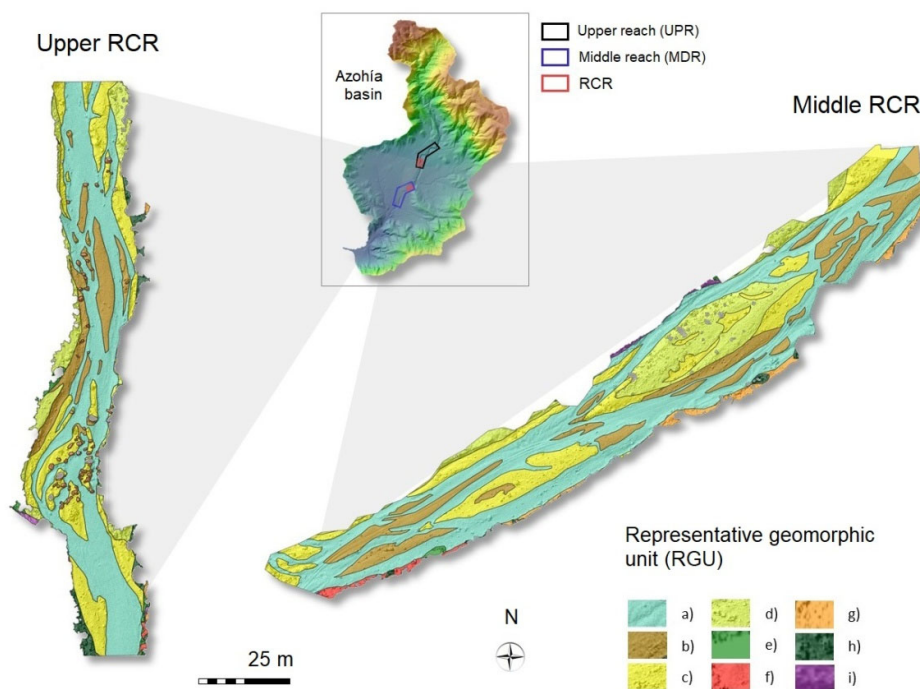 Upper RCR
Azohía
basin
Upper reach (UPR)
Middle reach (MDR)
RCR
Middle RCR
Representative geomorphic
unit (RGU)
N
25 m
a)
b)
c)
d)
e)
f)
g)
h)
i)